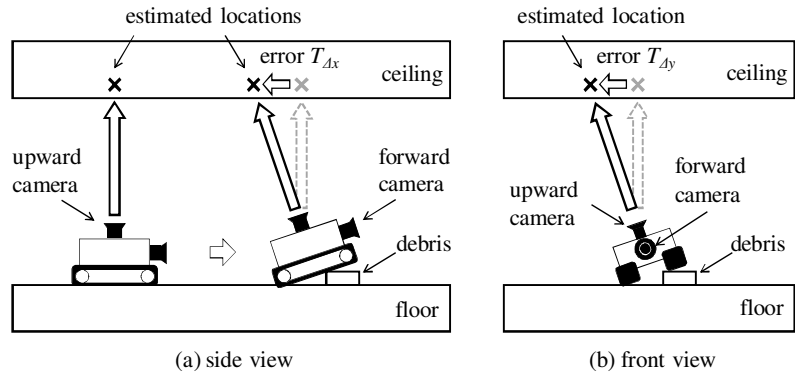 estimated locations
error T_Δx
ceiling
upward
camera
forward
camera
debris
floor
(a) side view
estimated location
error T_Δy
ceiling
forward
camera
upward
camera
debris
floor
(b) front view